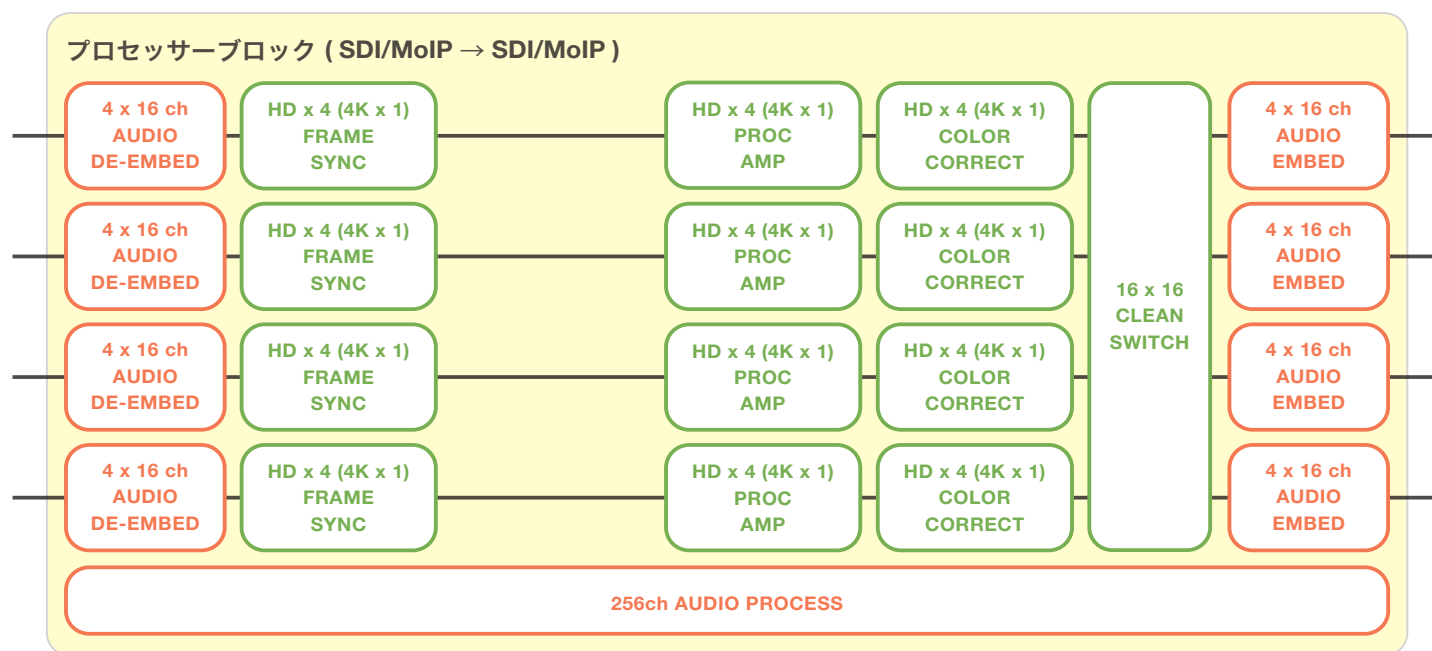 プロセッサーブロック ( SDI/MoIP → SDI/MoIP )
4 x 16 ch
AUDIO
DE-EMBED
HD x 4 (4K x 1)
FRAME
SYNC
HD x 4 (4K x 1)
PROC
AMP
HD x 4 (4K x 1)
COLOR
CORRECT
4 x 16 ch
AUDIO
EMBED
4 x 16 ch
AUDIO
DE-EMBED
HD x 4 (4K x 1)
FRAME
SYNC
HD x 4 (4K x 1)
PROC
AMP
HD x 4 (4K x 1)
COLOR
CORRECT
16 x 16
CLEAN
SWITCH
4 x 16 ch
AUDIO
EMBED
4 x 16 ch
AUDIO
DE-EMBED
HD x 4 (4K x 1)
FRAME
SYNC
HD x 4 (4K x 1)
PROC
AMP
HD x 4 (4K x 1)
COLOR
CORRECT
4 x 16 ch
AUDIO
EMBED
4 x 16 ch
AUDIO
DE-EMBED
HD x 4 (4K x 1)
FRAME
SYNC
HD x 4 (4K x 1)
PROC
AMP
HD x 4 (4K x 1)
COLOR
CORRECT
4 x 16 ch
AUDIO
EMBED
256ch AUDIO PROCESS